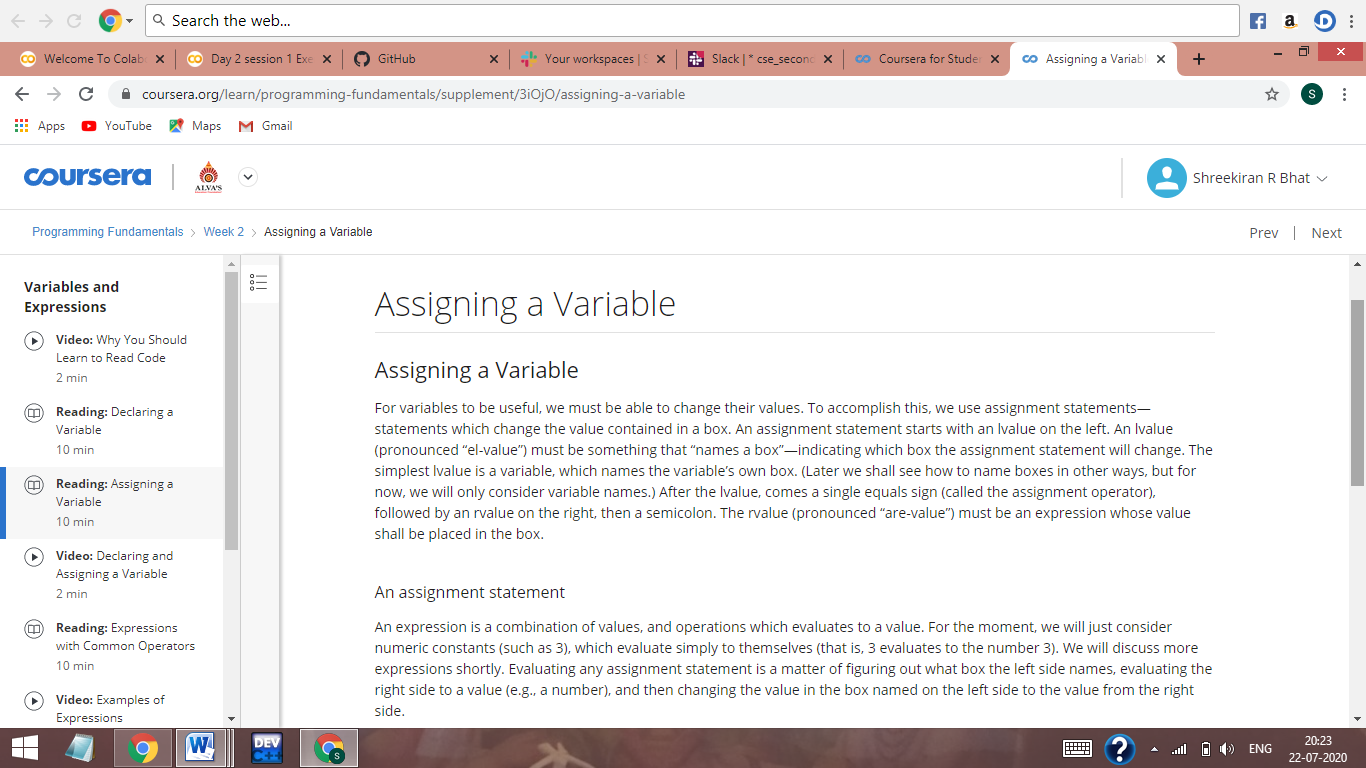 Search the web...
Welcome To Colab
Day 2 session 1 Exe
GitHub
Your workspaces | S
Slack | * cse_second
Coursera for Stude
Assigning a Variabl
coursera.org/learn/programming-fundamentals/supplement/3iOjO/assigning-a-variable
S
Apps
YouTube
Maps
Gmail
coursera
ALVA'S
Shreekiran R Bhat
Programming Fundamentals > Week 2 > Assigning a Variable
Prev | Next
Variables and
Expressions
Video: Why You Should
Learn to Read Code
2 min
Reading: Declaring a
Variable
10 min
Reading: Assigning a
Variable
10 min
Video: Declaring and
Assigning a Variable
2 min
Reading: Expressions
with Common Operators
10 min
Video: Examples of
Expressions
Assigning a Variable
Assigning a Variable
For variables to be useful, we must be able to change their values. To accomplish this, we use assignment statements—
statements which change the value contained in a box. An assignment statement starts with an lvalue on the left. An lvalue
(pronounced “el-value”) must be something that “names a box”—indicating which box the assignment statement will change. The
simplest lvalue is a variable, which names the variable’s own box. (Later we shall see how to name boxes in other ways, but for
now, we will only consider variable names.) After the lvalue, comes a single equals sign (called the assignment operator),
followed by an rvalue on the right, then a semicolon. The rvalue (pronounced “are-value”) must be an expression whose value
shall be placed in the box.
An assignment statement
An expression is a combination of values, and operations which evaluates to a value. For the moment, we will just consider
numeric constants (such as 3), which evaluate simply to themselves (that is, 3 evaluates to the number 3). We will discuss more
expressions shortly. Evaluating any assignment statement is a matter of figuring out what box the left side names, evaluating the
right side to a value (e.g., a number), and then changing the value in the box named on the left side to the value from the right
side.
DEV
C++
S
ENG
20:23
22-07-2020